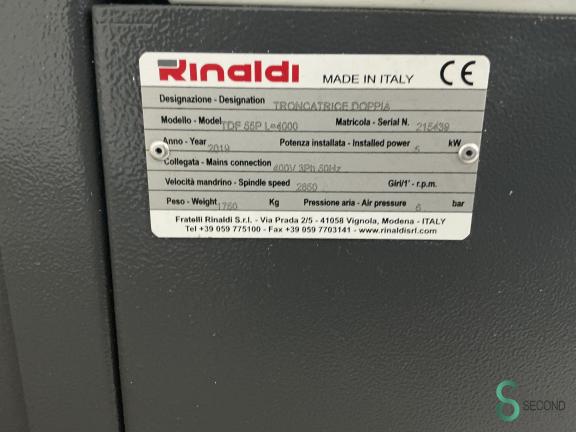 Rinaldi MADE IN ITALY CE
Designazione - Designation TRONCATRICE DOPPIA
Modello - Model TDF 55P L=4000 Matricola - Serial N. 215439
Anno - Year 2019 Potenza installata - Installed power 5 kW
Collegata - Mains connection 400V 3Ph 50Hz
Velocità mandrino - Spindle speed 2850 Giri/1' - r.p.m.
Peso - Weight 1750 Kg Pressione aria - Air pressure 6 bar
Fratelli Rinaldi S.r.l. - Via Prada 2/5 - 41058 Vignola, Modena - ITALY
Tel +39 059 775100 - Fax +39 059 7703141 - www.rinaldisrl.com
SECOND